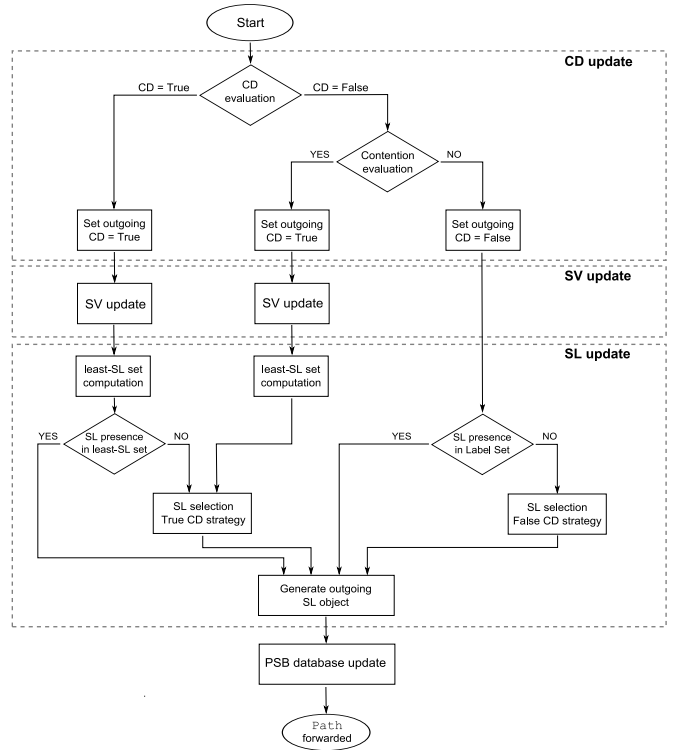 Start
CD update
CD
evaluation
CD = True
CD = False
Contention
evaluation
YES
NO
Set outgoing
CD = True
Set outgoing
CD = True
Set outgoing
CD = False
SV update
SV update
SV update
SL update
least-SL set
computation
least-SL set
computation
SL presence
in least-SL set
YES
NO
SL presence
in Label Set
YES
NO
SL selection
True CD strategy
SL selection
False CD strategy
Generate outgoing
SL object
PSB database update
Path
forwarded